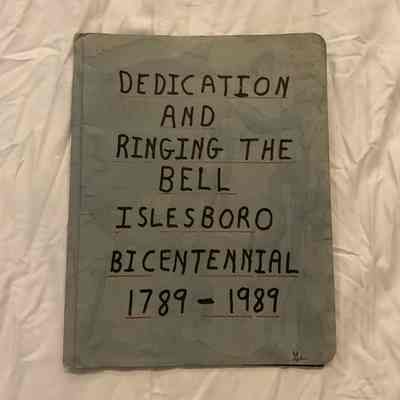 DEDICATION
AND
RINGING THE
BELL
ISLESBORO
BICENTENNIAL
1789 - 1989